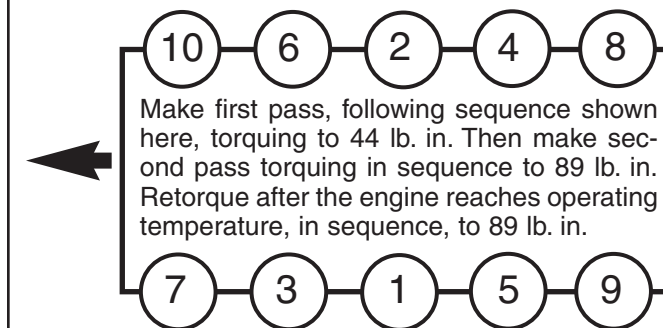 10 6 2 4 8
Make first pass, following sequence shown
here, torquing to 44 lb. in. Then make sec-
ond pass torquing in sequence to 89 lb. in.
Retorque after the engine reaches operating
temperature, in sequence, to 89 lb. in.
7 3 1 5 9